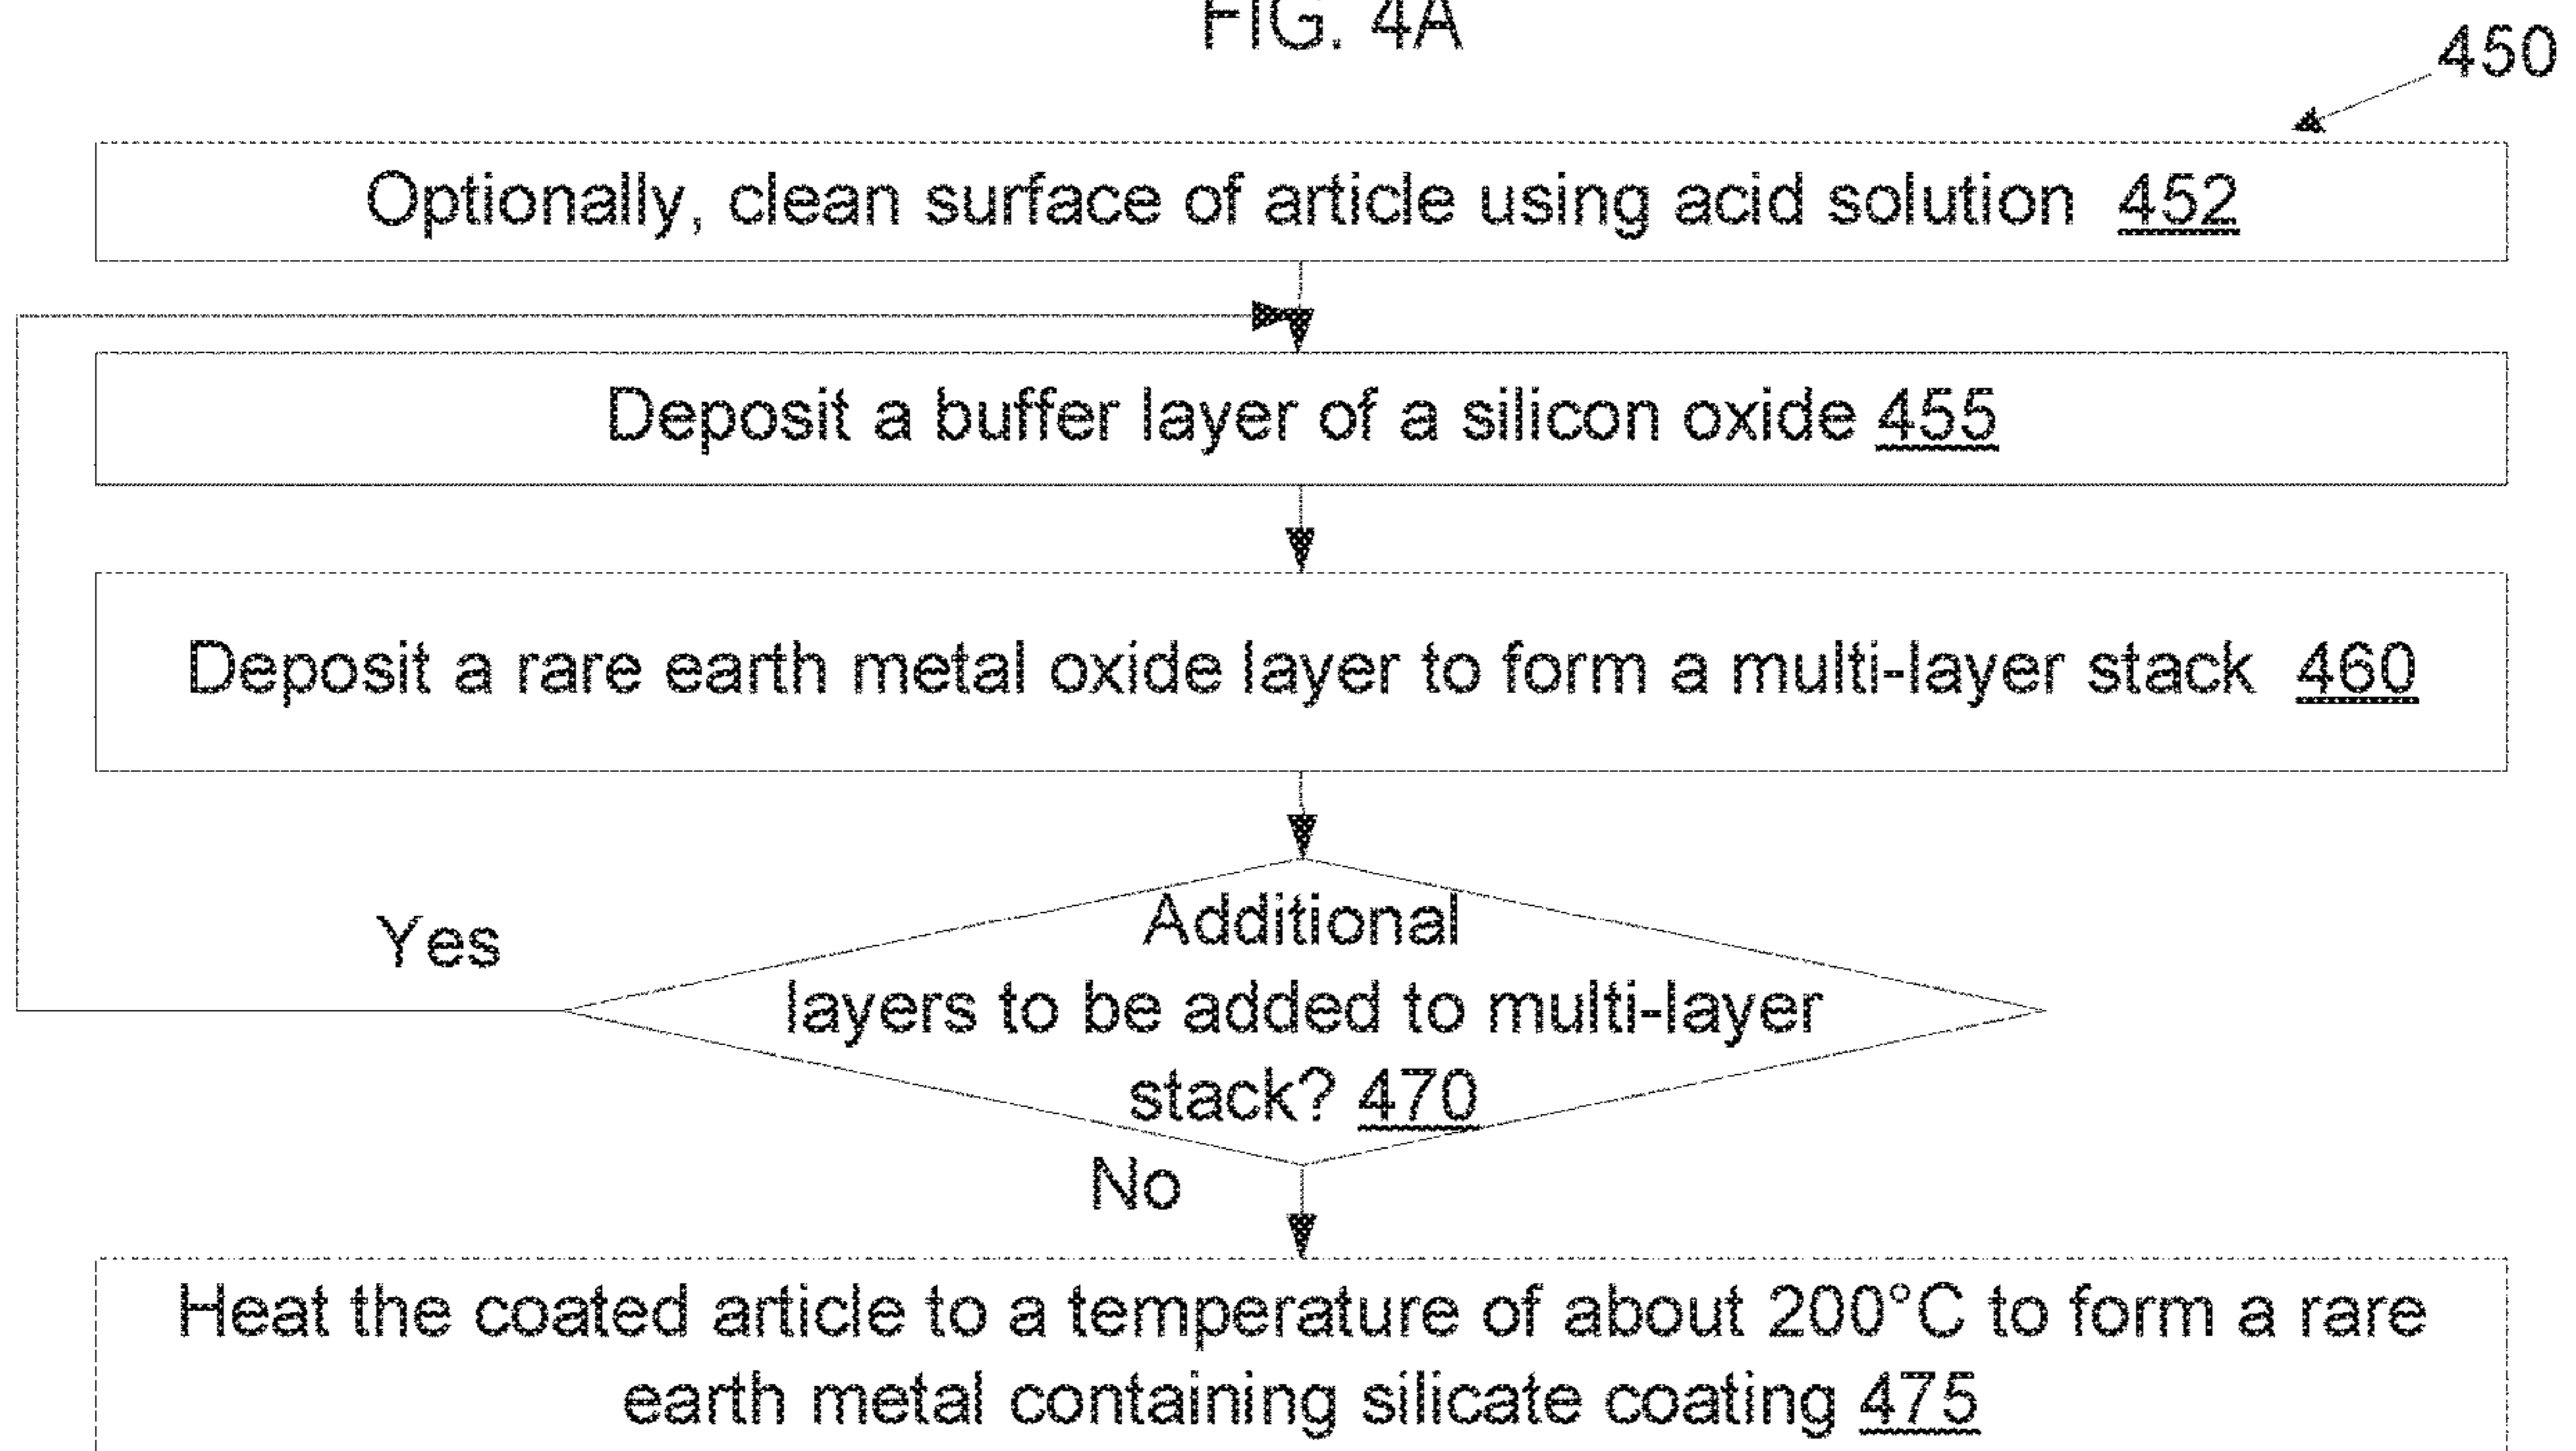 FIG. 4A
450
Optionally, clean surface of article using acid solution 452
Deposit a buffer layer of a silicon oxide 455
Deposit a rare earth metal oxide layer to form a multi-layer stack 460
Additional
layers to be added to multi-layer
stack? 470
Yes
No
Heat the coated article to a temperature of about 200°C to form a rare
earth metal containing silicate coating 475